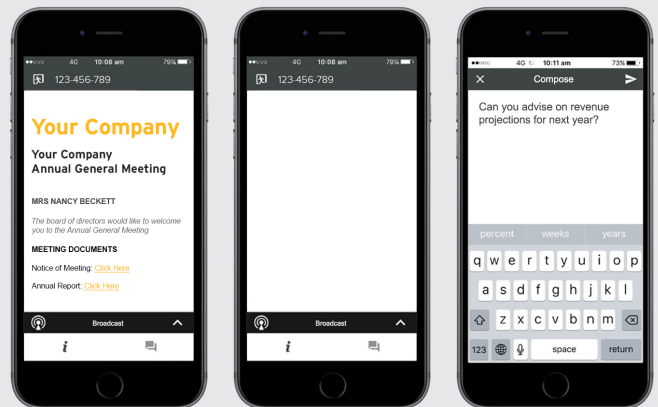 4G 10:08 am 79%
123-456-789
Your Company
Your Company
Annual General Meeting
MRS NANCY BECKETT
The board of directors would like to welcome
you to the Annual General Meeting
MEETING DOCUMENTS
Notice of Meeting: Click Here
Annual Report: Click Here
Broadcast
i
4G 10:08 am 79%
123-456-789
Broadcast
i
4G 10:11 am 73%
Compose
Can you advise on revenue
projections for next year?
percent weeks years
q w e r t y u i o p
a s d f g h j k l
z x c v b n m
123 space return